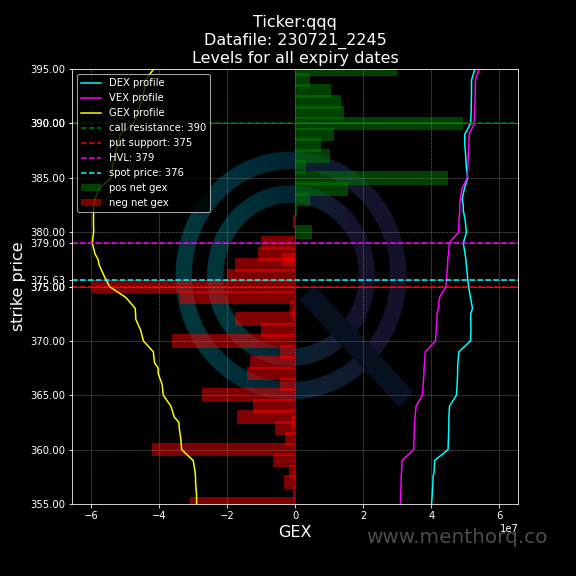 Ticker:qqq
Datafile: 230721_2245
Levels for all expiry dates
DEX profile
VEX profile
GEX profile
call resistance: 390
put support: 375
HVL: 379
spot price: 376
pos net gex
neg net gex
strike price
395.00
390.00
385.00
380.00
379.00
375.63
375.00
370.00
365.00
360.00
355.00
−6
−4
−2
0
2
4
6
1e7
GEX
www.menthorq.co